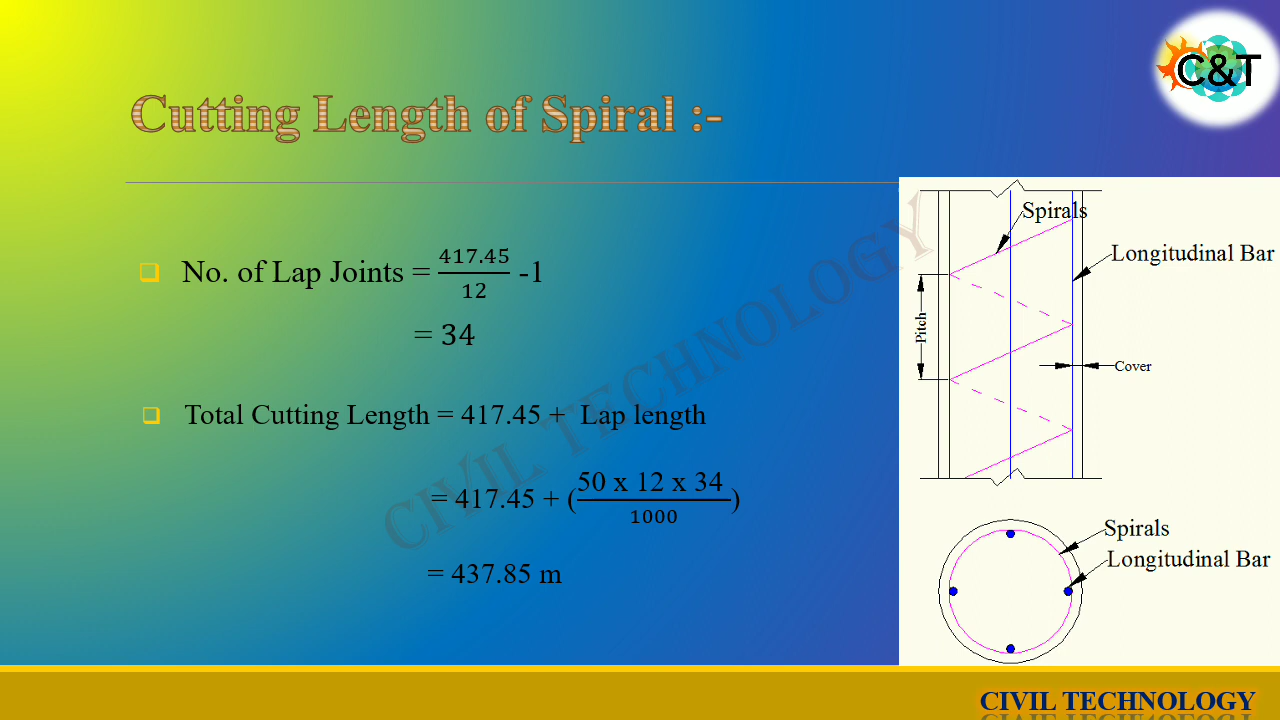 C&T
Cutting Length of Spiral :-
No. of Lap Joints = 417.45/12 -1
= 34
Total Cutting Length = 417.45 + Lap length
= 417.45 + (50 x 12 x 34/1000)
= 437.85 m
Spirals
Longitudinal Bar
Pitch
Cover
Spirals
Longitudinal Bar
CIVIL TECHNOLOGY
CIVIL TECHNOLOGY